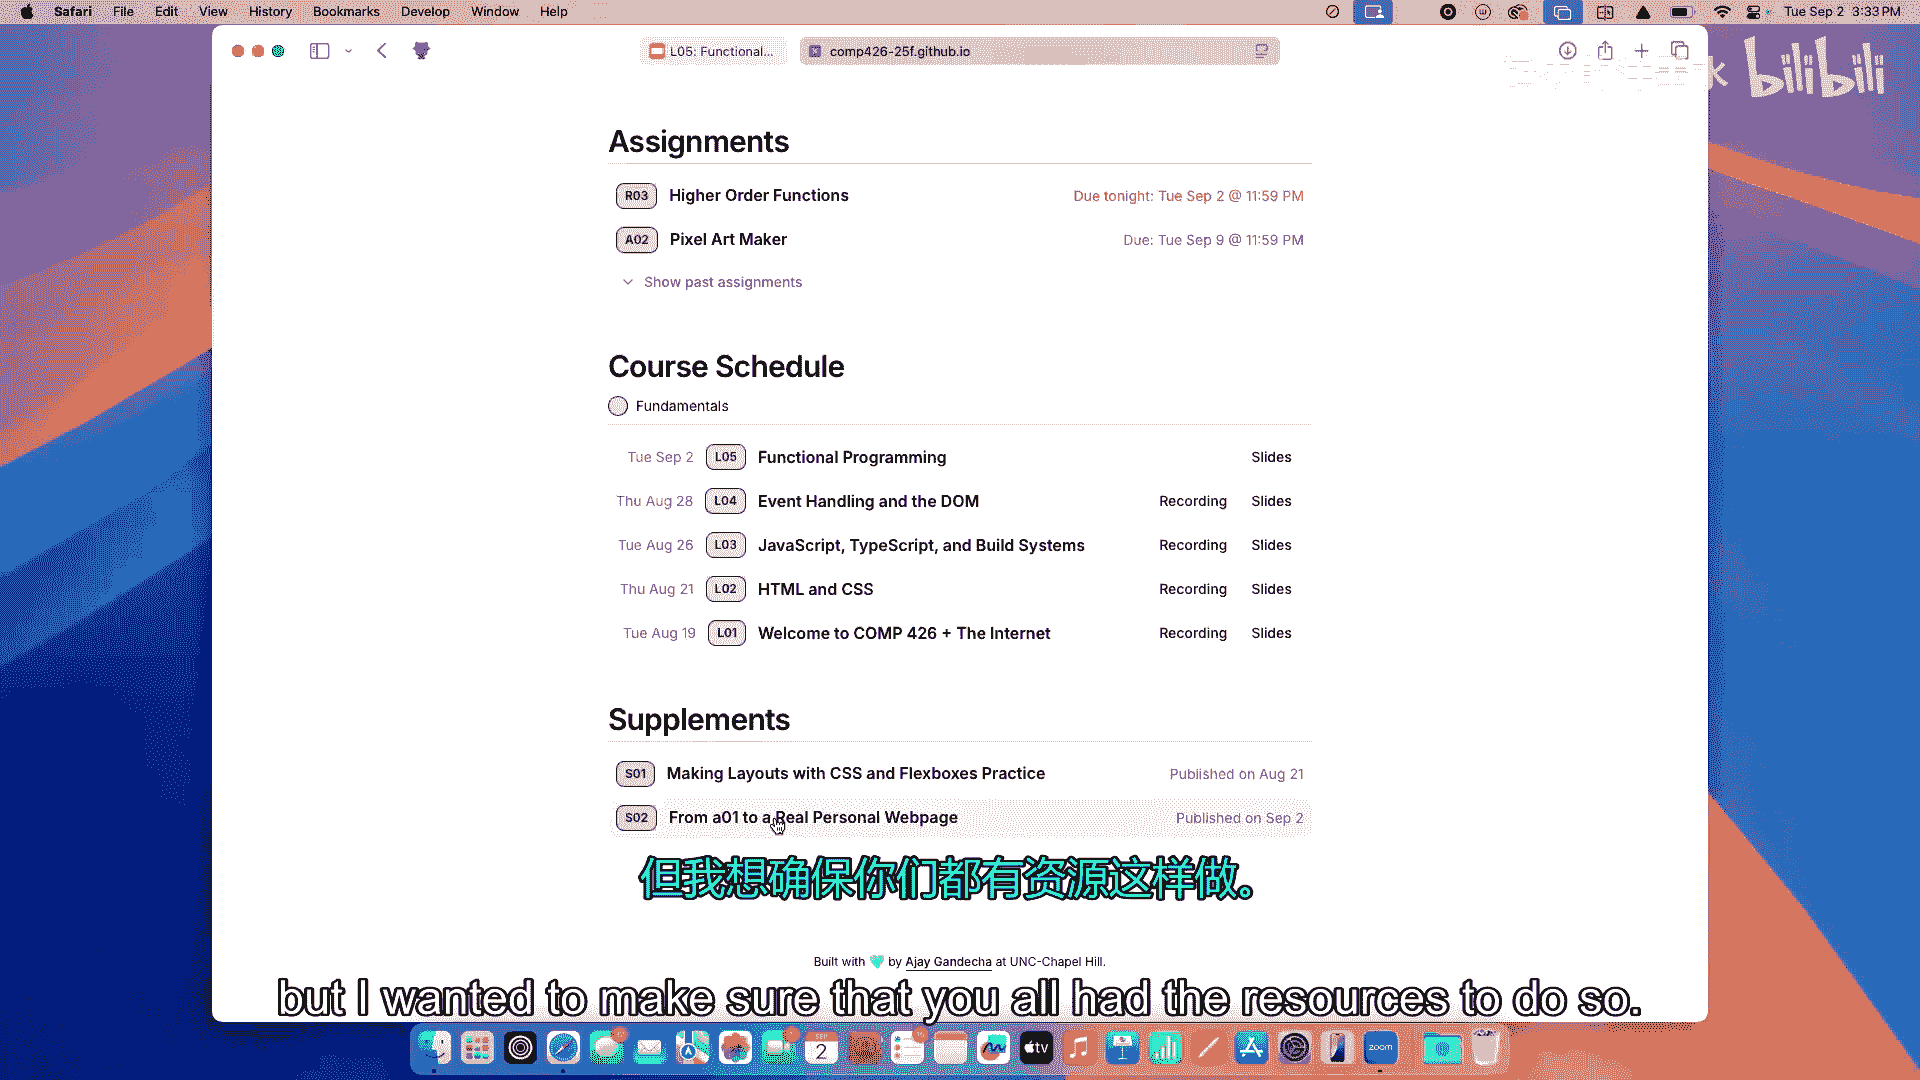 Safari File Edit View History Bookmarks Develop Window Help Tue Sep 2 3:33 PM
L05: Functional... comp426-25f.github.io
bilibili
Assignments
R03 Higher Order Functions Due tonight: Tue Sep 2 @ 11:59 PM
A02 Pixel Art Maker Due: Tue Sep 9 @ 11:59 PM
Show past assignments
Course Schedule
Fundamentals
Tue Sep 2 L05 Functional Programming Slides
Thu Aug 28 L04 Event Handling and the DOM Recording Slides
Tue Aug 26 L03 JavaScript, TypeScript, and Build Systems Recording Slides
Thu Aug 21 L02 HTML and CSS Recording Slides
Tue Aug 19 L01 Welcome to COMP 426 + The Internet Recording Slides
Supplements
S01 Making Layouts with CSS and Flexboxes Practice Published on Aug 21
S02 From a01 to a Real Personal Webpage Published on Sep 2
但我想确保你们都有资源这样做。
Built with by Ajay Gandecha at UNC-Chapel Hill.
but I wanted to make sure that you all had the resources to do so.
SEP 2 tv zoom